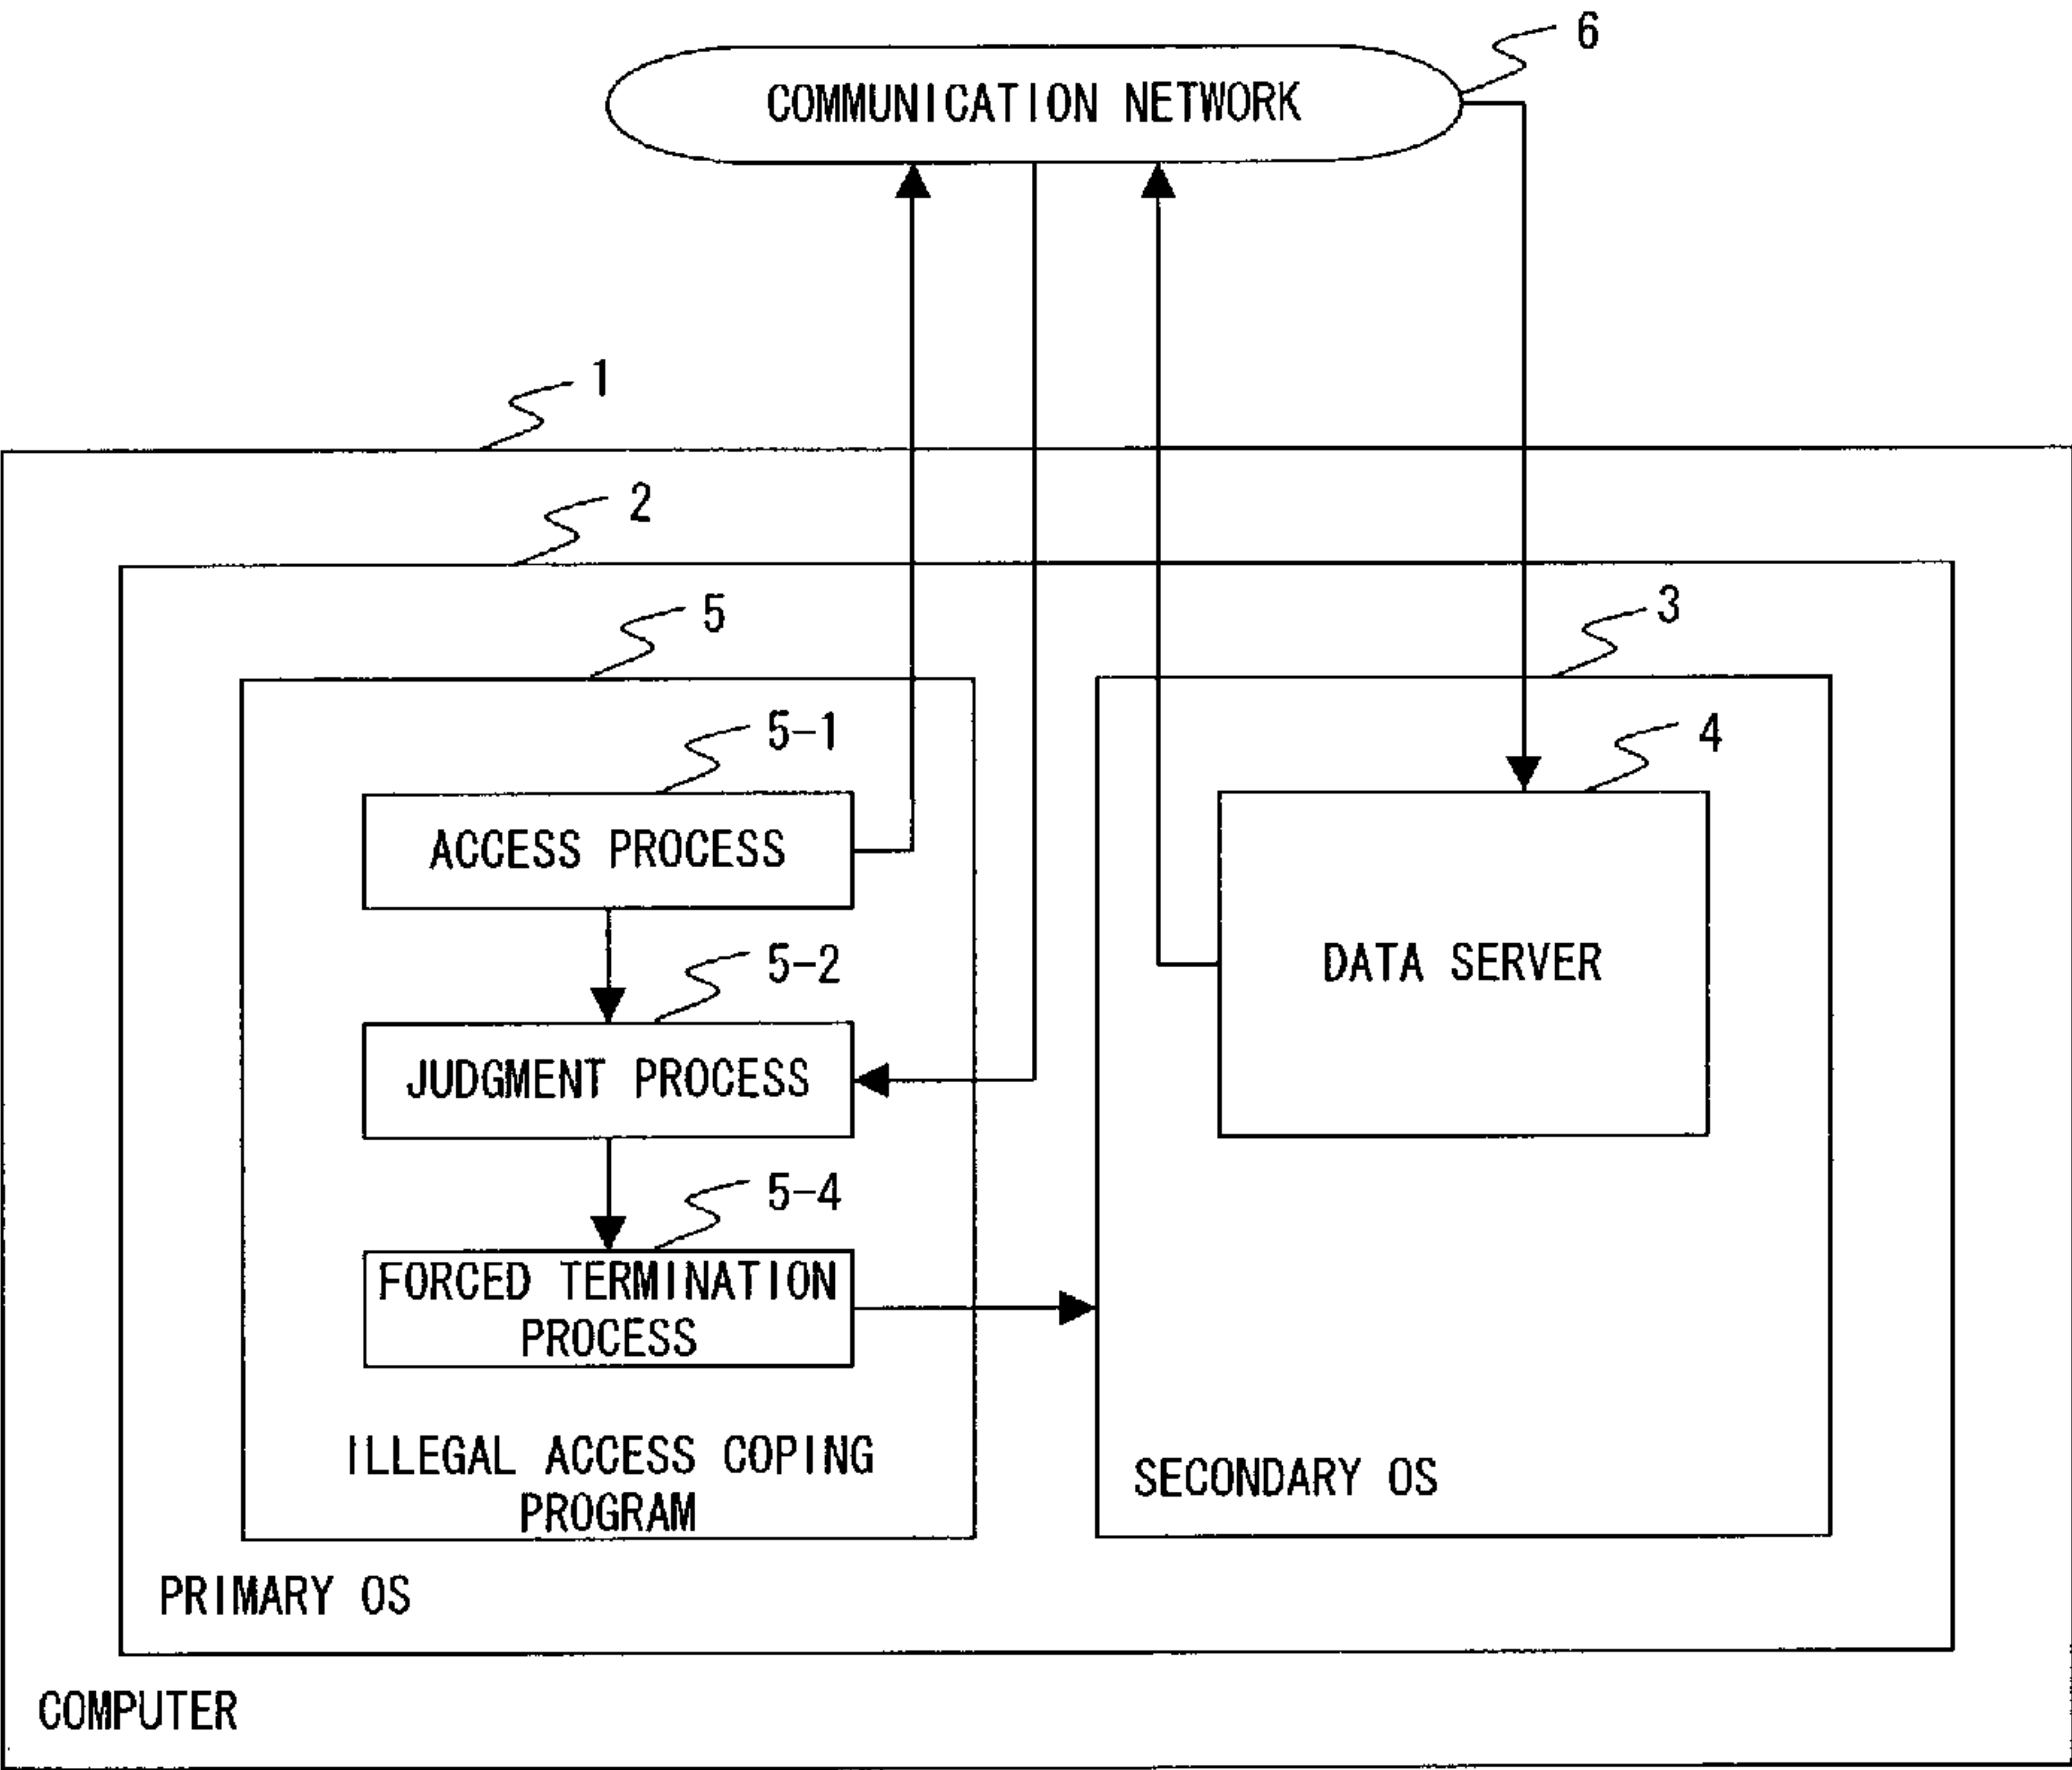 6
COMMUNICATION NETWORK
1
2
5
3
5-1
4
ACCESS PROCESS
5-2
DATA SERVER
JUDGMENT PROCESS
5-4
FORCED TERMINATION
PROCESS
ILLEGAL ACCESS COPING
PROGRAM
SECONDARY OS
PRIMARY OS
COMPUTER